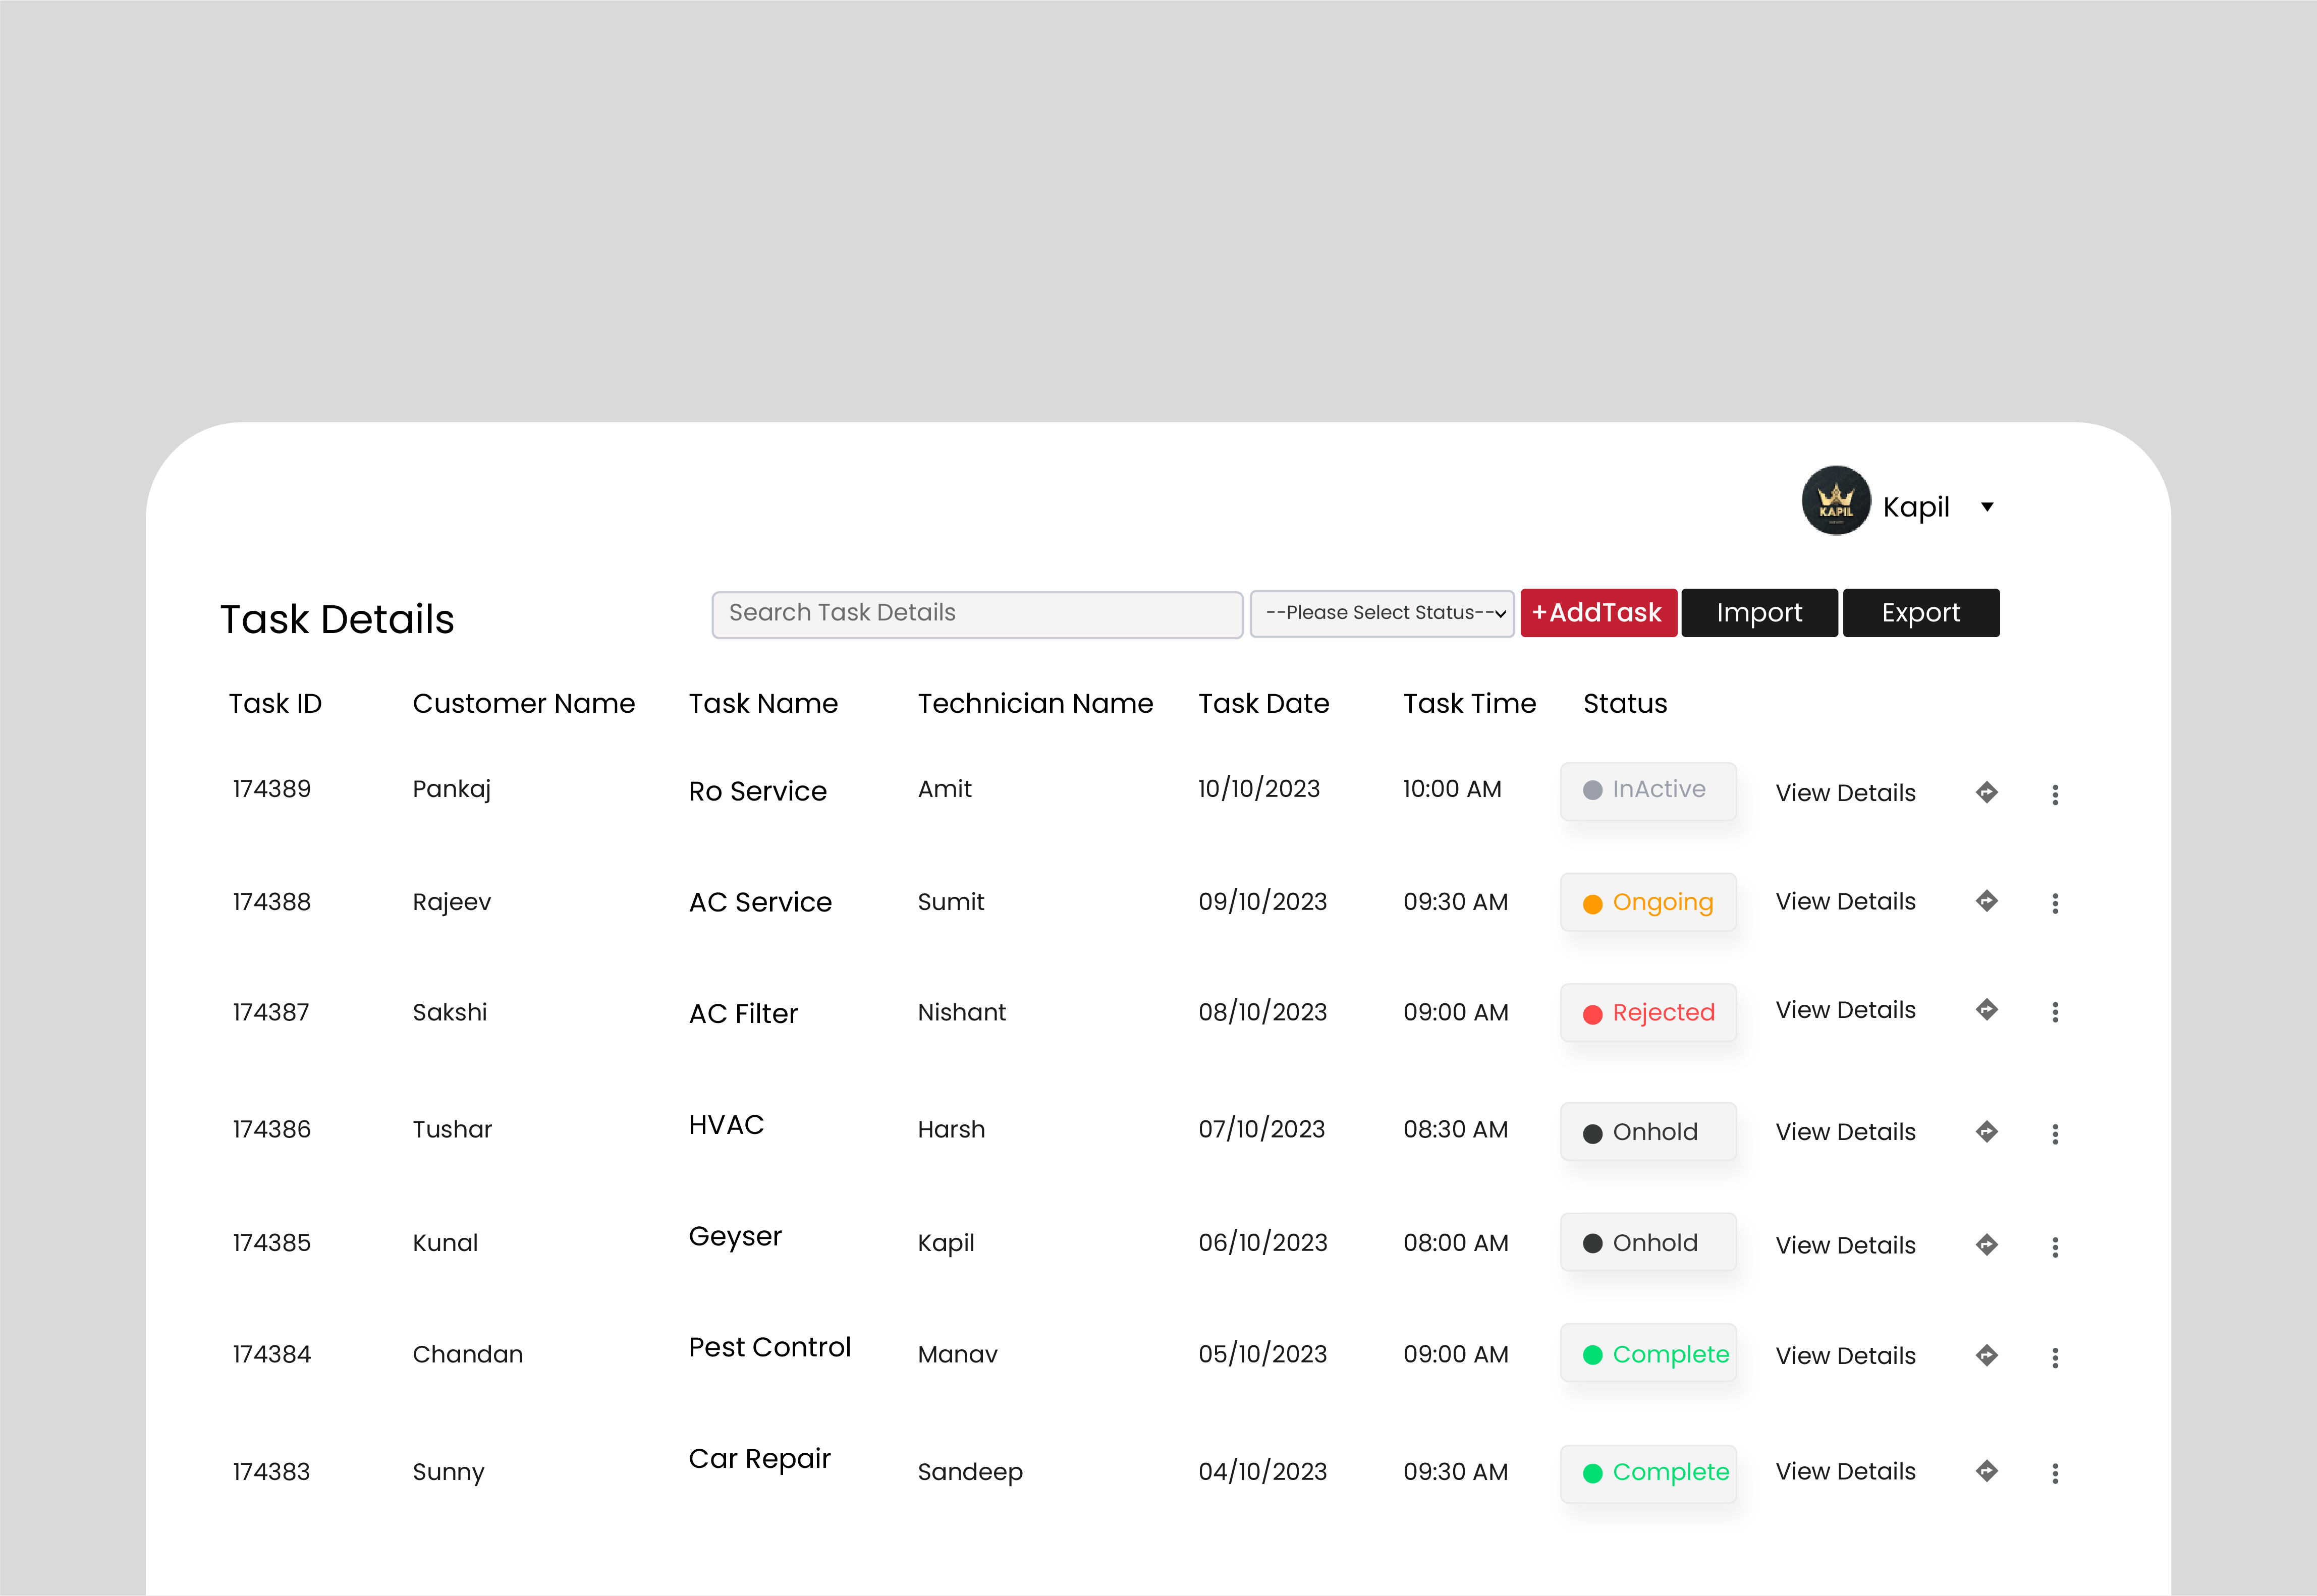 KAPIL
Kapil
Task Details
Search Task Details
--Please Select Status--
+AddTask
Import
Export
Task ID Customer Name Task Name Technician Name Task Date Task Time Status
174389 Pankaj Ro Service Amit 10/10/2023 10:00 AM InActive View Details
174388 Rajeev AC Service Sumit 09/10/2023 09:30 AM Ongoing View Details
174387 Sakshi AC Filter Nishant 08/10/2023 09:00 AM Rejected View Details
174386 Tushar HVAC Harsh 07/10/2023 08:30 AM Onhold View Details
174385 Kunal Geyser Kapil 06/10/2023 08:00 AM Onhold View Details
174384 Chandan Pest Control Manav 05/10/2023 09:00 AM Complete View Details
174383 Sunny Car Repair Sandeep 04/10/2023 09:30 AM Complete View Details